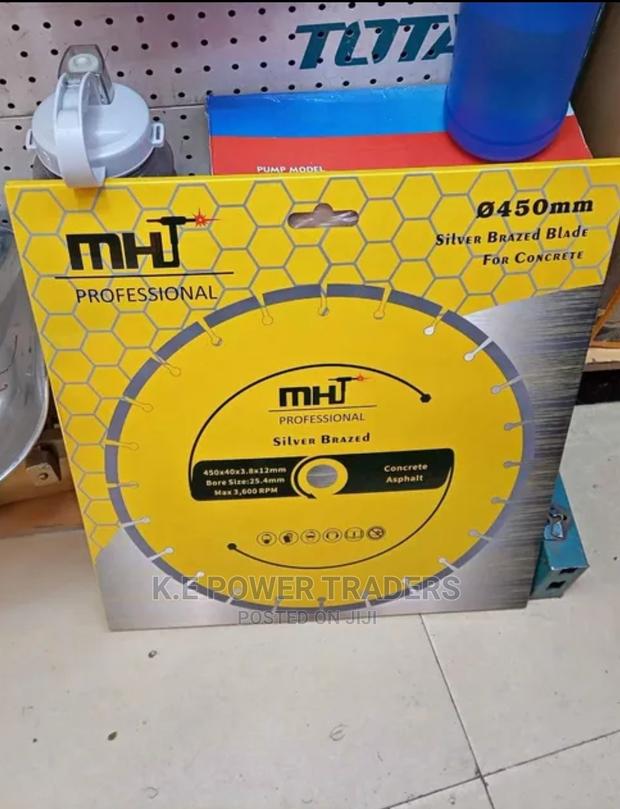 TOTA
PUMP MODEL
MHT
PROFESSIONAL
Ø450mm
Silver Brazed Blade
For Concrete
MHT
PROFESSIONAL
Silver Brazed
450x40x3.8x12mm
Bore Size:25.4mm
Max 3,600 RPM
Concrete
Asphalt
K.E POWER TRADERS
POSTED ON JIJI